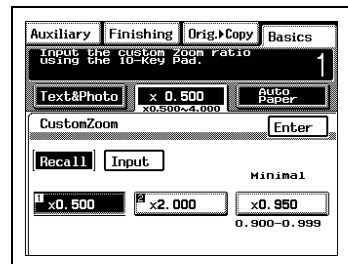 Auxiliary Finishing Orig.▸Copy Basics
Input the custom Zoom ratio
using the 10-Key Pad.
1
Text&Photo x 0.500 Auto Paper
x0.500~4.000
CustomZoom Enter
Recall Input
Minimal
1 x0.500 2 x2.000 x0.950
0.900-0.999